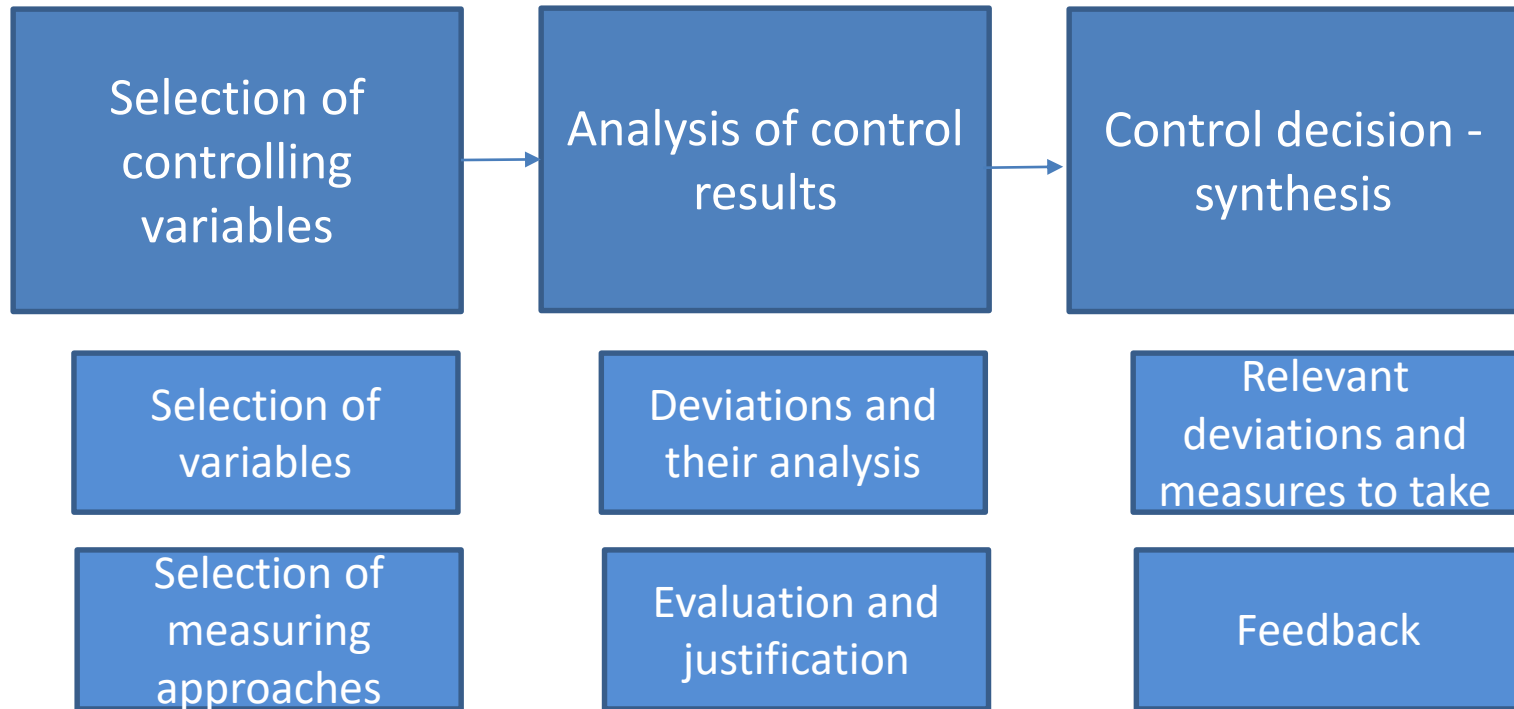 Selection of
controlling
variables
Analysis of control
results
Control decision -
synthesis
Selection of
variables
Deviations and
their analysis
Relevant
deviations and
measures to take
Selection of
measuring
approaches
Evaluation and
justification
Feedback